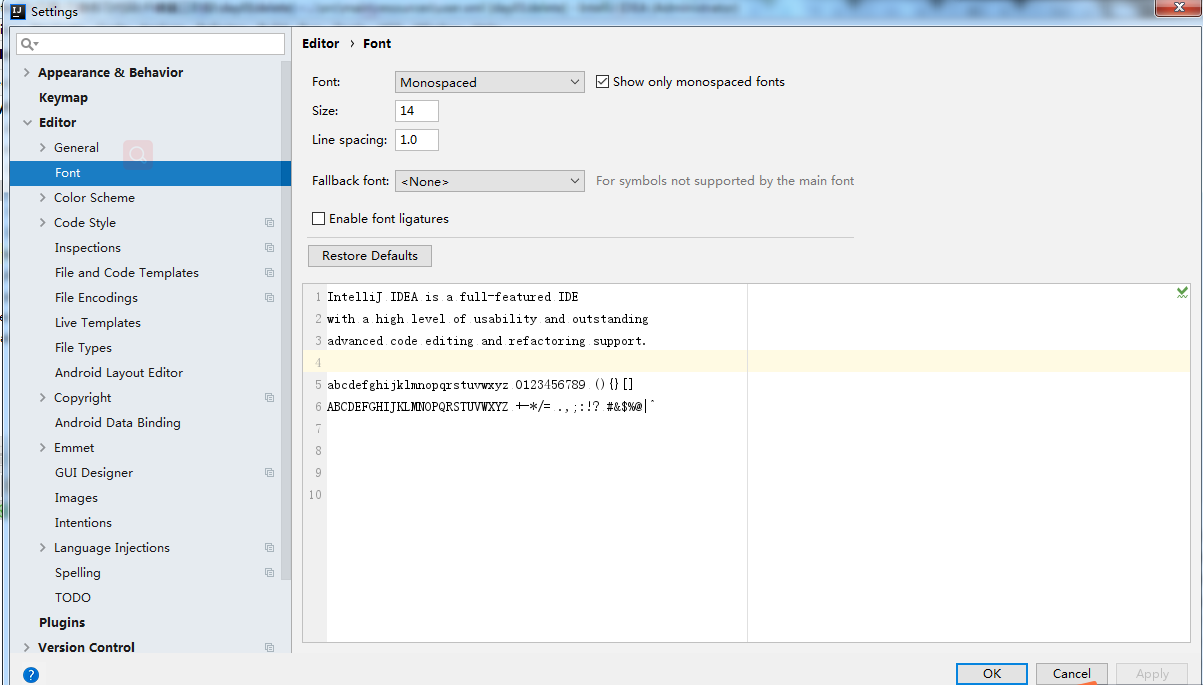 Settings
Editor › Font
Appearance & Behavior
Keymap
Editor
General
Font
Color Scheme
Code Style
Inspections
File and Code Templates
File Encodings
Live Templates
File Types
Android Layout Editor
Copyright
Android Data Binding
Emmet
GUI Designer
Images
Intentions
Language Injections
Spelling
TODO
Plugins
Version Control
Font: Monospaced Show only monospaced fonts
Size: 14
Line spacing: 1.0
Fallback font: <None> For symbols not supported by the main font
Enable font ligatures
Restore Defaults
1 IntelliJ IDEA is a full-featured IDE
2 with a high level of usability and outstanding
3 advanced code editing and refactoring support.
4
5 abcdefghijklmnopqrstuvwxyz 0123456789 (){}[]
6 ABCDEFGHIJKLMNOPQRSTUVWXYZ +-*/= .,;:!? #&$%@|^
7
8
9
10
? OK Cancel Apply